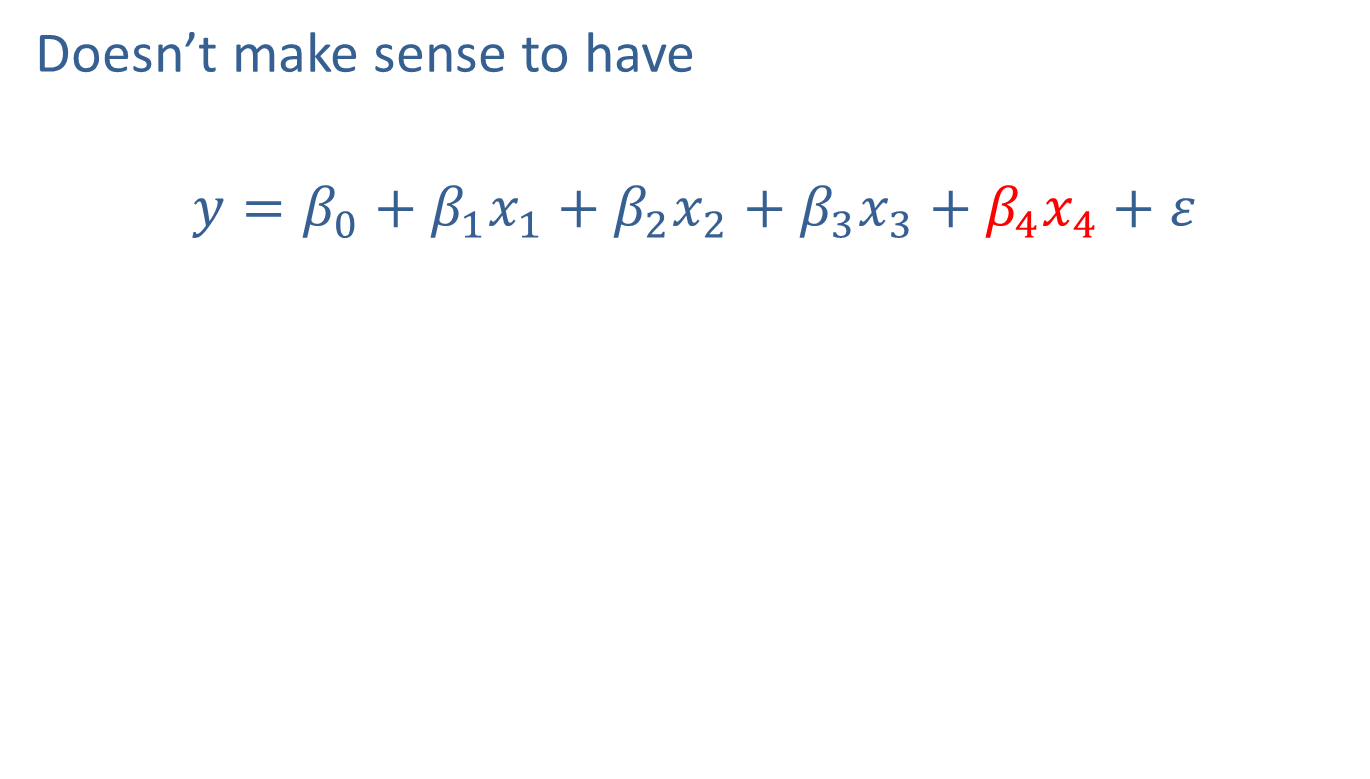 Doesn’t make sense to have
𝑦 = 𝛽₀ + 𝛽₁𝑥₁ + 𝛽₂𝑥₂ + 𝛽₃𝑥₃ + 𝛽₄𝑥₄ + 𝜀